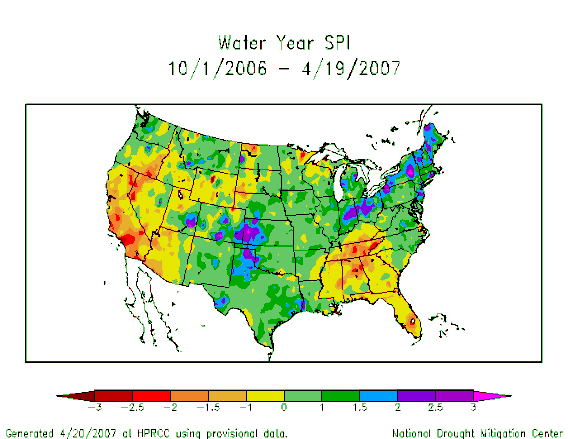 Water Year SPI
10/1/2006 - 4/19/2007
-3 -2.5 -2 -1.5 -1 0 1 1.5 2 2.5 3
Generated 4/20/2007 at HPRCC using provisional data. National Drought Mitigation Center